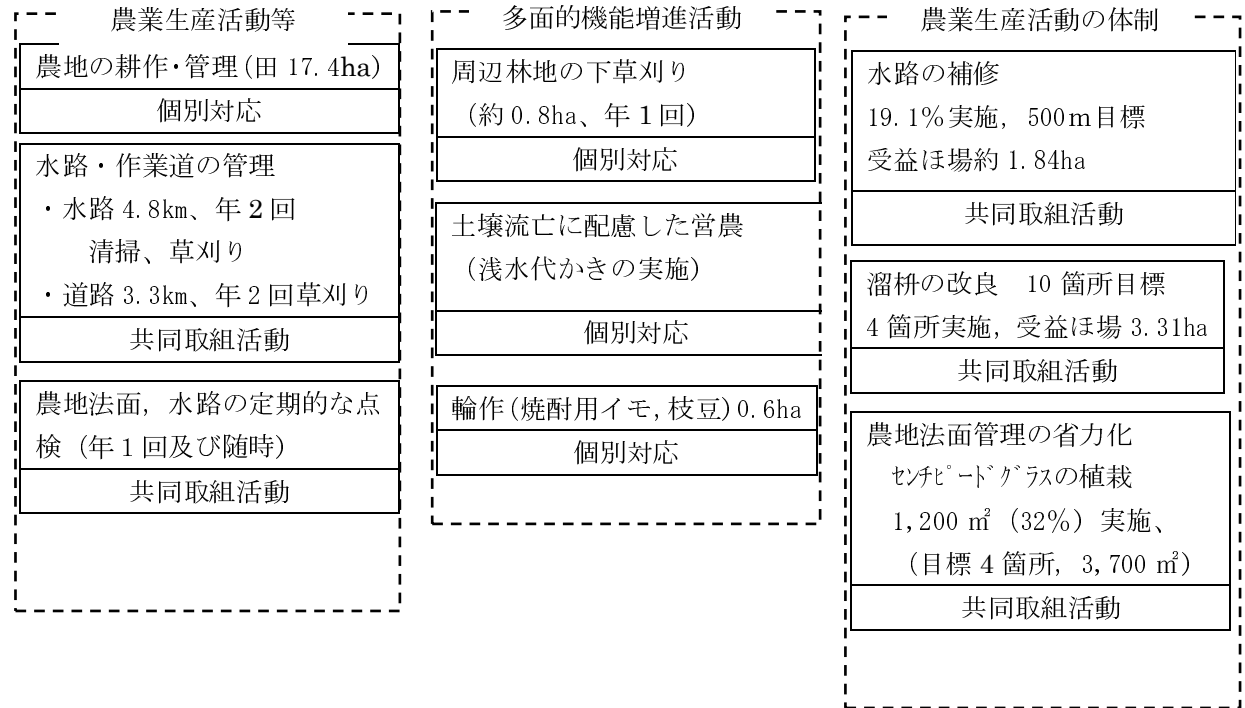 農業生産活動等
農地の耕作・管理(田 17.4ha)
個別対応
水路・作業道の管理
・水路 4.8km、年２回
清掃、草刈り
・道路 3.3km、年２回草刈り
共同取組活動
農地法面，水路の定期的な点
検（年１回及び随時）
共同取組活動
多面的機能増進活動
周辺林地の下草刈り
（約 0.8ha、年１回）
個別対応
土壌流亡に配慮した営農
（浅水代かきの実施）
個別対応
輪作(焼酎用イモ,枝豆)0.6ha
個別対応
農業生産活動の体制
水路の補修
19.1％実施，500ｍ目標
受益ほ場約 1.84ha
共同取組活動
溜枡の改良　10 箇所目標
4 箇所実施，受益ほ場 3.31ha
共同取組活動
農地法面管理の省力化
ｾﾝﾁﾋﾟｰﾄﾞｸﾞﾗｽの植栽
1,200 ㎡（32％）実施、
（目標４箇所，3,700 ㎡）
共同取組活動